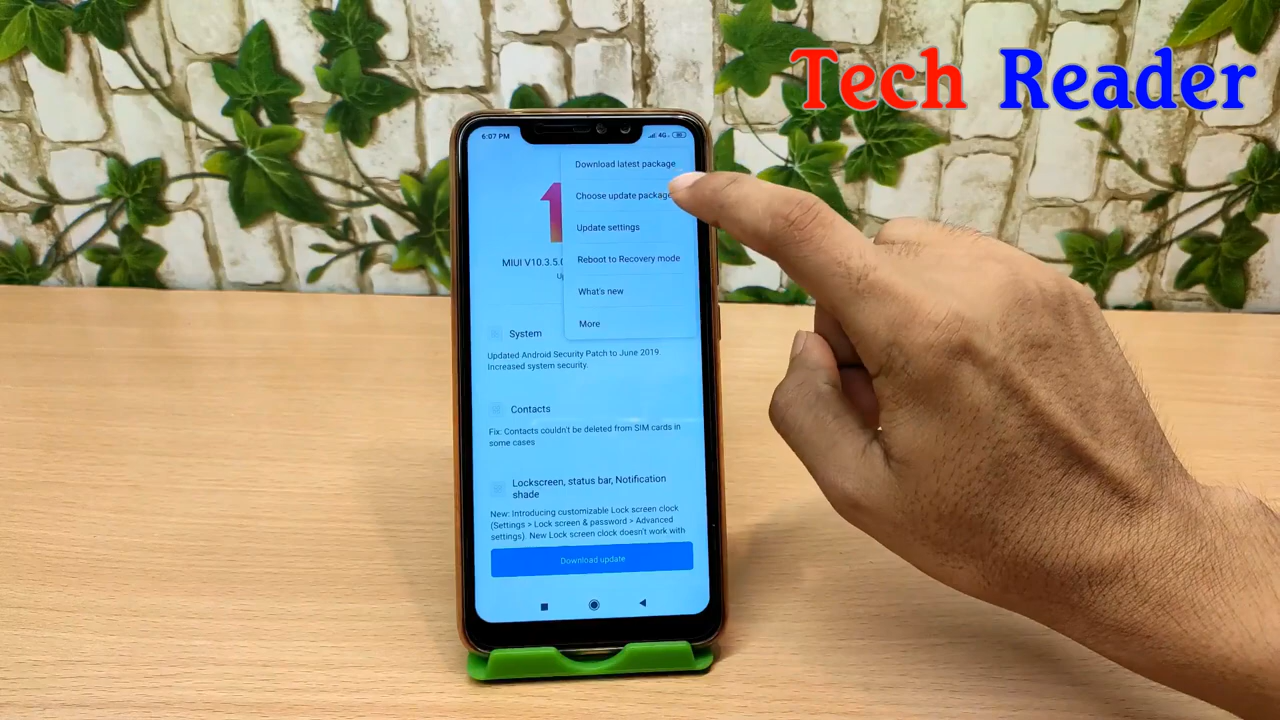 Tech Reader
6:07 PM
4G
Download latest package
Choose update package
Update settings
MIUI V10.3.5.0
Reboot to Recovery mode
What's new
More
System
Updated Android Security Patch to June 2019
Increased system security.
Contacts
Fix: Contacts couldn't be deleted from SIM cards in
some cases
Lockscreen, status bar, Notification
shade
New: Introducing customizable Lock screen clock
(Settings > Lock screen & password > Advanced
settings). New Lock screen clock doesn't work with
Download update